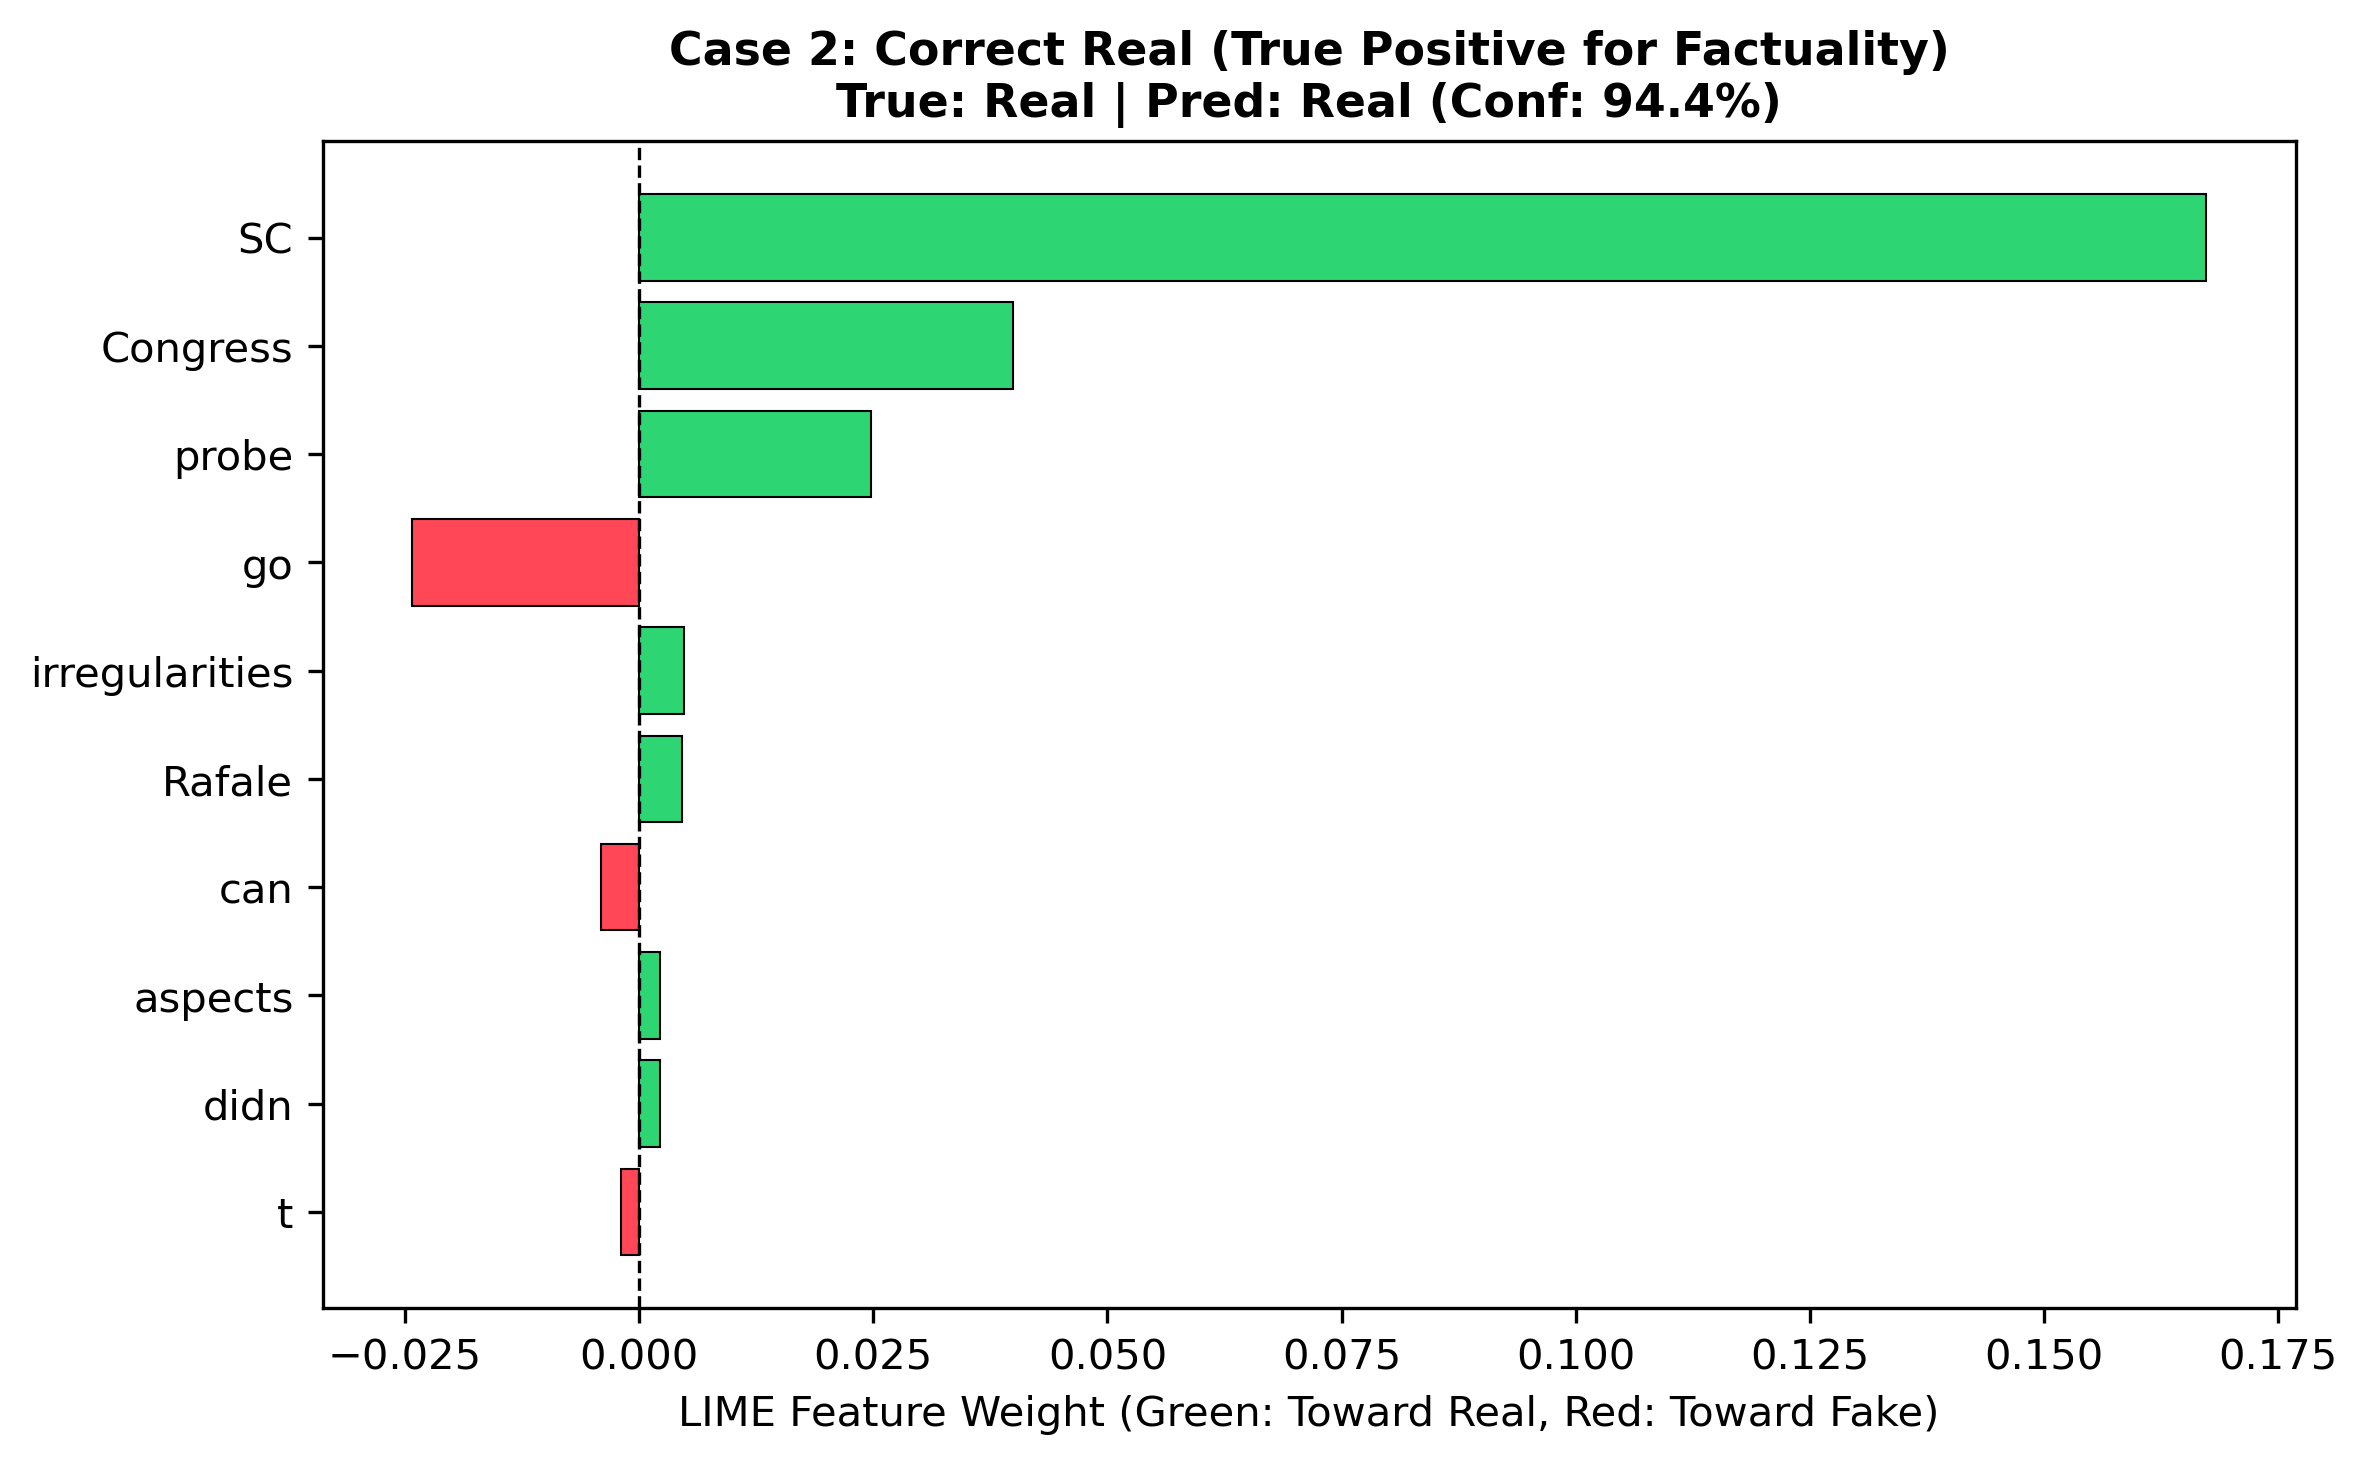 Case 2: Correct Real (True Positive for Factuality)
True: Real | Pred: Real (Conf: 94.4%)
SC
Congress
probe
go
irregularities
Rafale
can
aspects
didn
t
−0.025 0.000 0.025 0.050 0.075 0.100 0.125 0.150 0.175
LIME Feature Weight (Green: Toward Real, Red: Toward Fake)